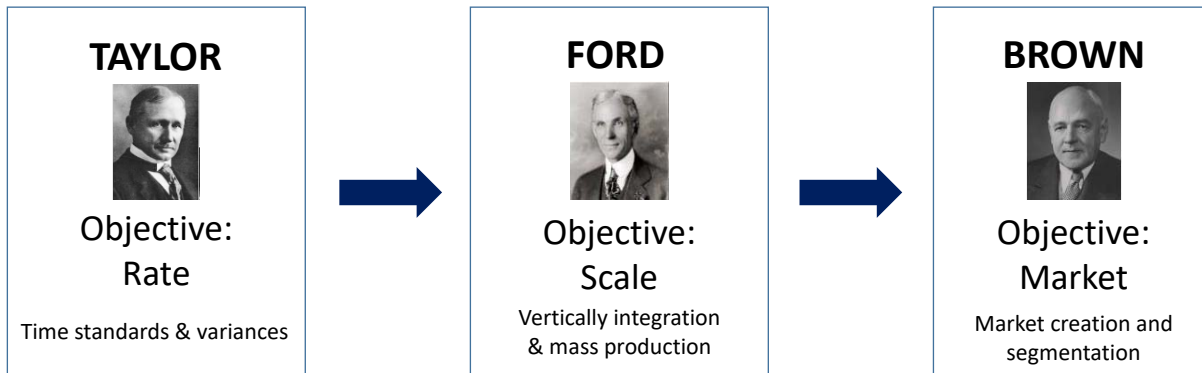 TAYLOR
Objective:
Rate
Time standards & variances
FORD
Objective:
Scale
Vertically integration
& mass production
BROWN
Objective:
Market
Market creation and
segmentation